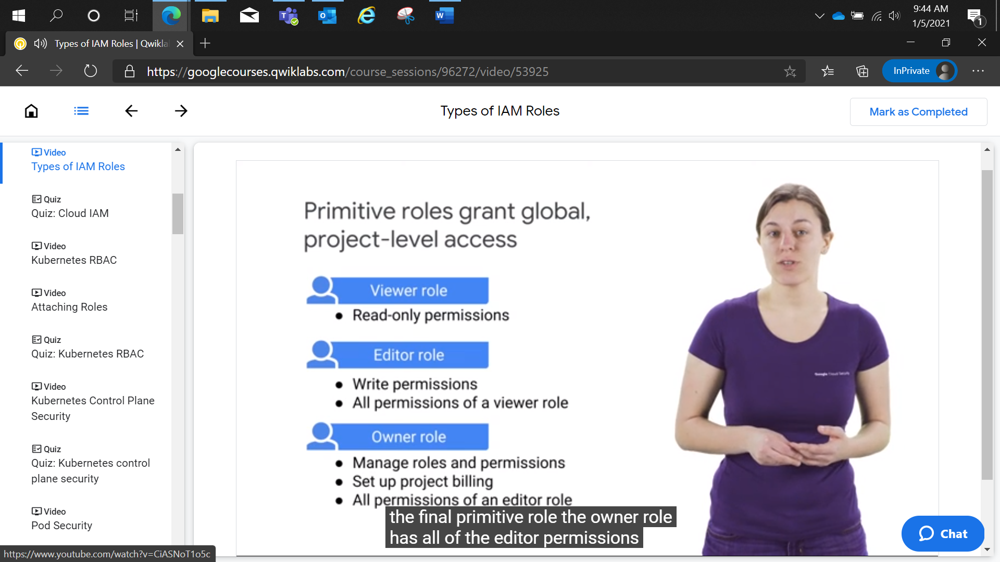 9:44 AM
1/5/2021
1
Types of IAM Roles | Qwikla
https://googlecourses.qwiklabs.com/course_sessions/96272/video/53925
InPrivate
Types of IAM Roles
Mark as Completed
Video
Types of IAM Roles
Quiz
Quiz: Cloud IAM
Video
Kubernetes RBAC
Video
Attaching Roles
Quiz
Quiz: Kubernetes RBAC
Video
Kubernetes Control Plane
Security
Quiz
Quiz: Kubernetes control
plane security
Video
Pod Security
https://www.youtube.com/watch?v=CiASNoT1o5c
Primitive roles grant global,
project-level access
Viewer role
● Read-only permissions
Editor role
● Write permissions
● All permissions of a viewer role
Owner role
● Manage roles and permissions
● Set up project billing
● All permissions of an editor role
the final primitive role the owner role
has all of the editor permissions
Chat